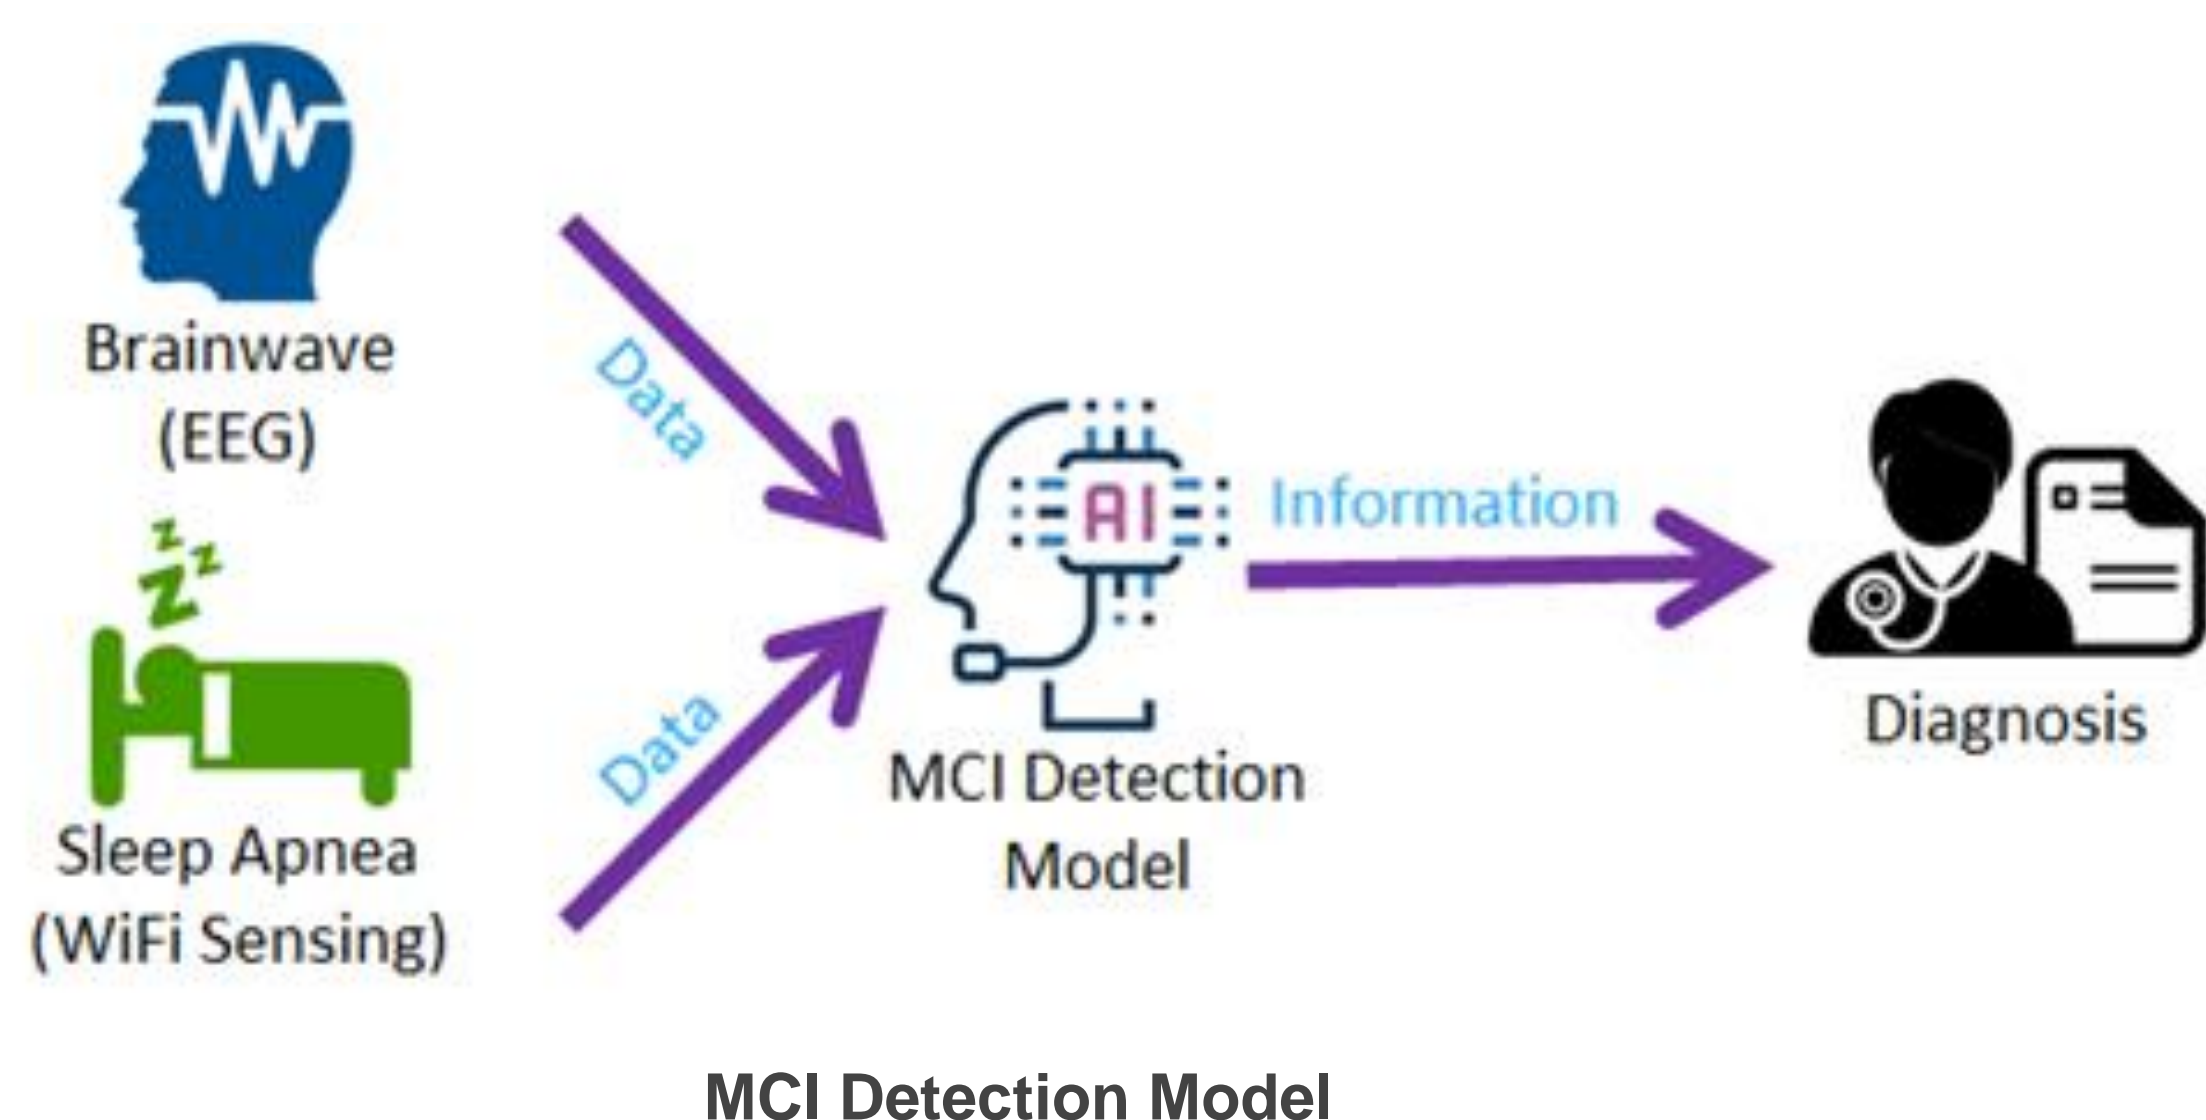 Brainwave
(EEG)
z
z
z
Sleep Apnea
(WiFi Sensing)
Data
Data
AI
MCI Detection
Model
Information
Diagnosis
MCI Detection Model